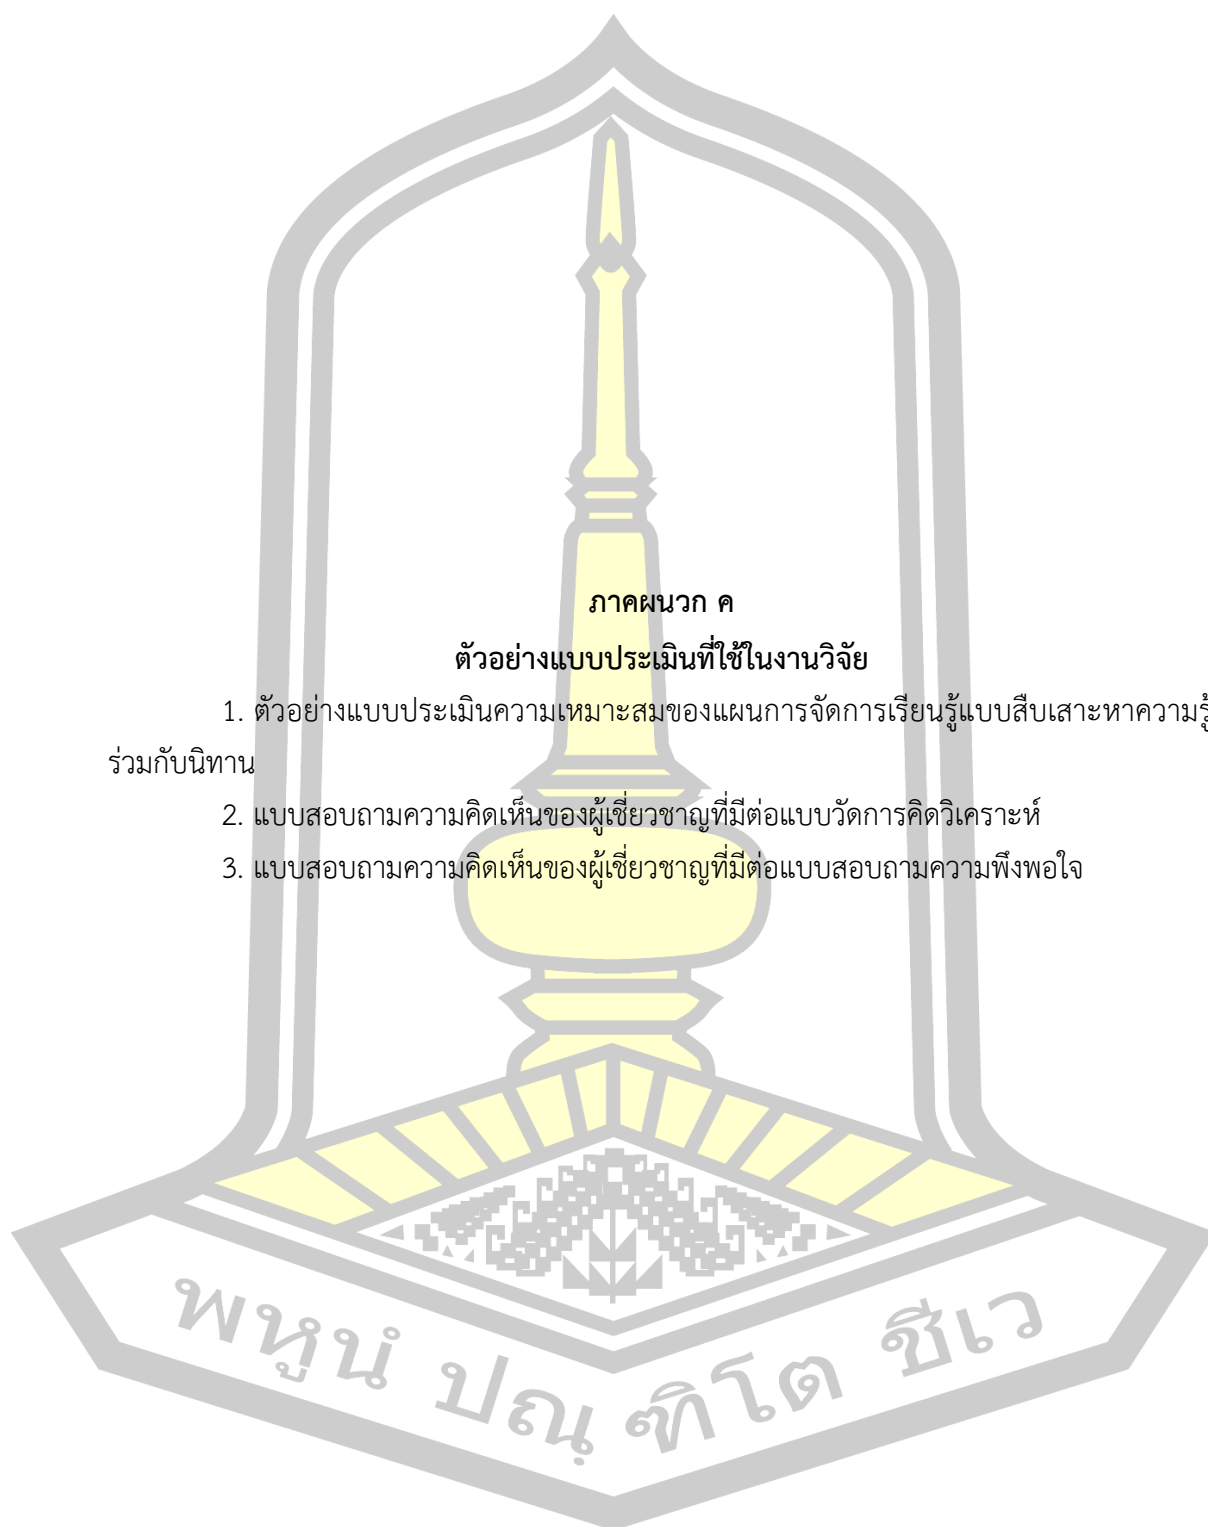 ภาคผนวก ค
ตัวอย่างแบบประเมินที่ใช้ในงานวิจัย
1. ตัวอย่างแบบประเมินความเหมาะสมของแผนการจัดการเรียนรู้แบบสืบเสาะหาความรู้
ร่วมกับนิทาน
2. แบบสอบถามความคิดเห็นของผู้เชี่ยวชาญที่มีต่อแบบวัดการคิดวิเคราะห์
3. แบบสอบถามความคิดเห็นของผู้เชี่ยวชาญที่มีต่อแบบสอบถามความพึงพอใจ
พหูนํ ปณฺฑิโต ชีเว